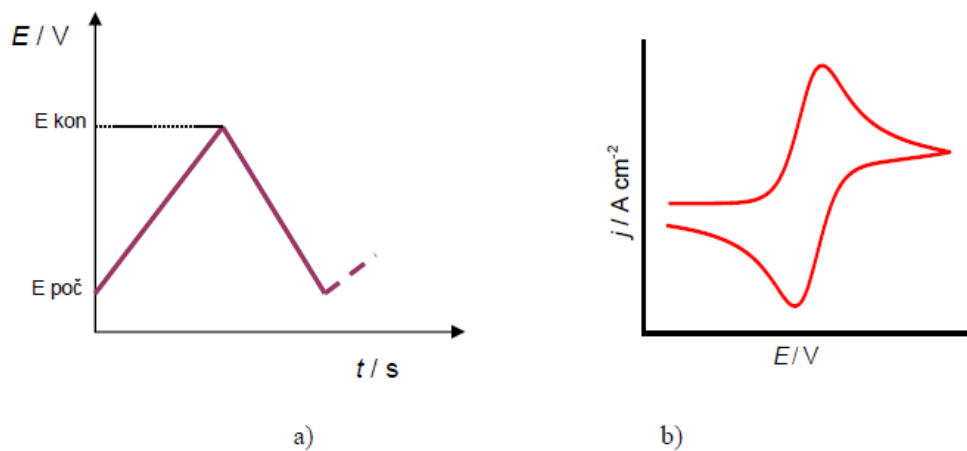 E / V
E kon
E poč
t / s
a)
j / A cm⁻²
E / V
b)